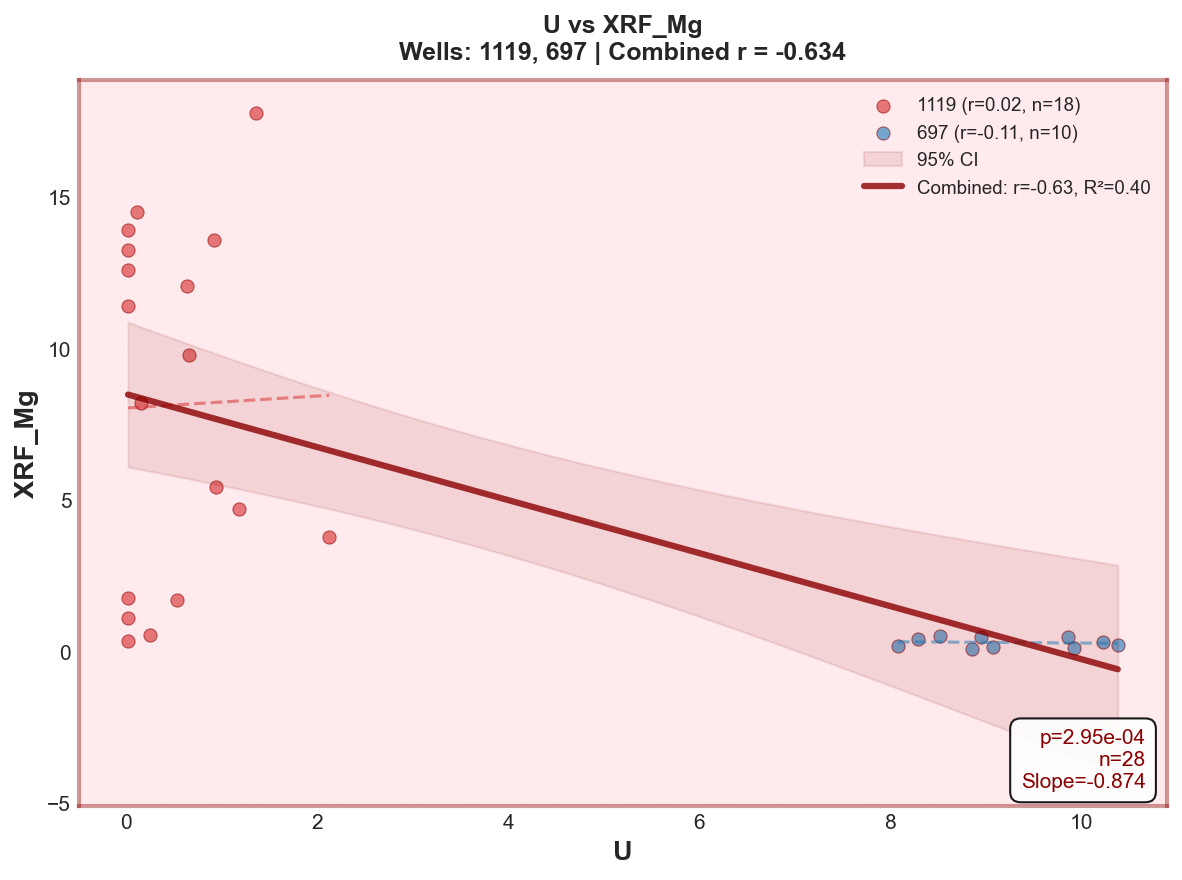 U vs XRF_Mg
Wells: 1119, 697 | Combined r = -0.634
1119 (r=0.02, n=18)
697 (r=-0.11, n=10)
95% CI
Combined: r=-0.63, R²=0.40
XRF_Mg
15
10
5
0
−5
p=2.95e-04
n=28
Slope=-0.874
0
2
4
6
8
10
U